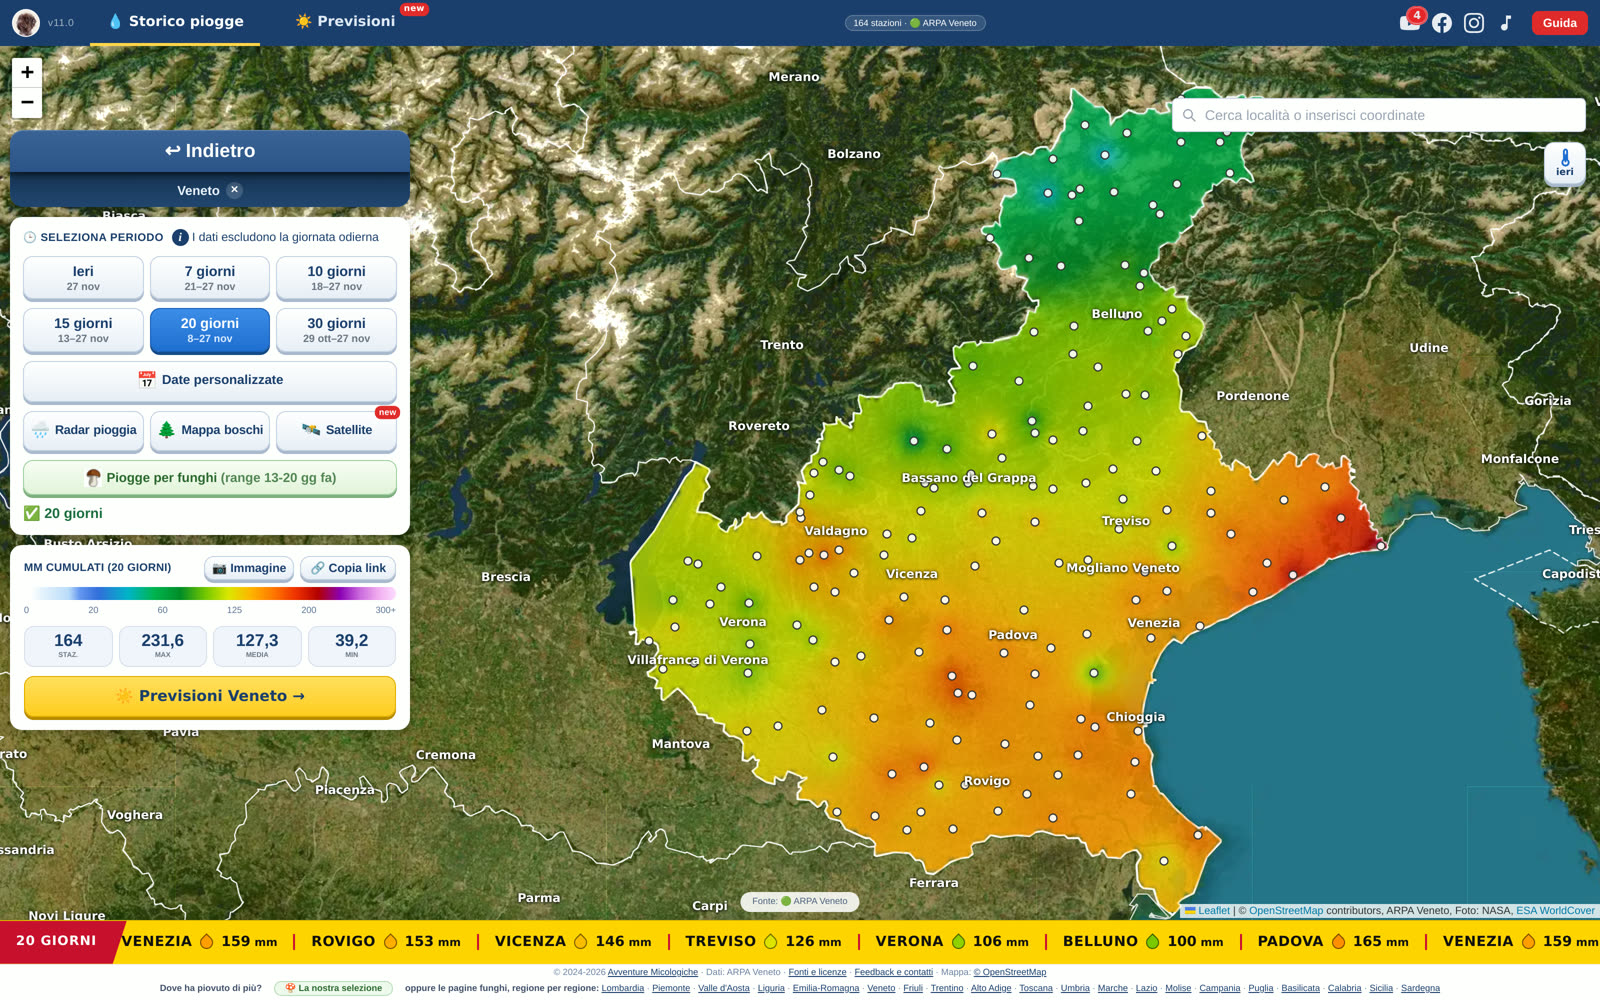 v11.0
💧 Storico piogge
☀️ Previsioni
new
164 stazioni · 🟢 ARPA Veneto
4
Guida
+
−
↩ Indietro
Veneto ×
Cerca località o inserisci coordinate
ieri
SELEZIONA PERIODO i I dati escludono la giornata odierna
Ieri
27 nov
7 giorni
21–27 nov
10 giorni
18–27 nov
15 giorni
13–27 nov
20 giorni
8–27 nov
30 giorni
29 ott–27 nov
📅 Date personalizzate
Radar pioggia
Mappa boschi
Satellite
new
Piogge per funghi (range 13-20 gg fa)
✅ 20 giorni
MM CUMULATI (20 GIORNI)
Immagine
Copia link
0 20 60 125 200 300+
164
STAZ.
231,6
MAX
127,3
MEDIA
39,2
MIN
Previsioni Veneto →
Merano
Bolzano
Biasca
Belluno
Trento
Udine
Pordenone
Gorizia
Rovereto
Monfalcone
Bassano del Grappa
Valdagno
Treviso
Busto Arsizio
Vicenza
Mogliano Veneto
Brescia
Verona
Padova
Venezia
Villafranca di Verona
Chioggia
Pavia
Mantova
Cremona
Rovigo
Piacenza
Voghera
Ferrara
Parma
Carpi
Novi Ligure
Fonte: 🟢 ARPA Veneto
Leaflet | © OpenStreetMap contributors, ARPA Veneto, Foto: NASA, ESA WorldCover
20 GIORNI
VENEZIA 159 mm | ROVIGO 153 mm | VICENZA 146 mm | TREVISO 126 mm | VERONA 106 mm | BELLUNO 100 mm | PADOVA 165 mm | VENEZIA 159 mm
© 2024-2026 Avventure Micologiche · Dati: ARPA Veneto · Fonti e licenze · Feedback e contatti · Mappa: © OpenStreetMap
Dove ha piovuto di più? 🍄 La nostra selezione oppure le pagine funghi, regione per regione: Lombardia · Piemonte · Valle d'Aosta · Liguria · Emilia-Romagna · Veneto · Friuli · Trentino · Alto Adige · Toscana · Umbria · Marche · Lazio · Molise · Campania · Puglia · Basilicata · Calabria · Sicilia · Sardegna